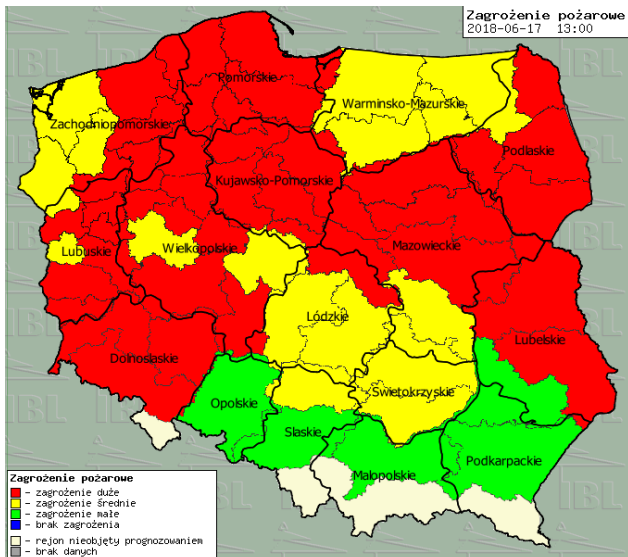 Zagrożenie pożarowe
2018-06-17 13:00
Pomorskie
Warminsko-Mazurskie
Zachodniopomorskie
Podlaskie
Kujawsko-Pomorskie
Lubuskie
Wielkopolskie
Mazowieckie
Lódzkie
Lubelskie
Dolnoslaskie
Opolskie
Swietokrzyskie
Slaskie
Malopolskie
Podkarpackie
Zagrożenie pożarowe
- zagrożenie duże
- zagrożenie średnie
- zagrożenie małe
- brak zagrożenia
- rejon nieobjęty prognozowaniem
- brak danych
IBL